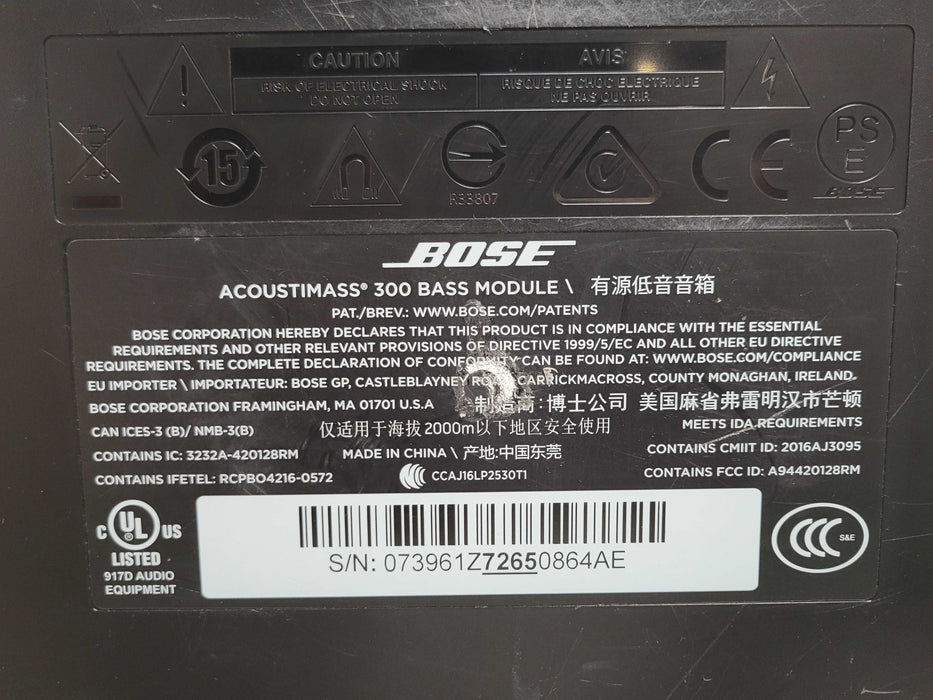 CAUTION
RISK OF ELECTRICAL SHOCK
DO NOT OPEN
AVIS
RISQUE DE CHOC ELECTRIQUE
NE PAS OUVRIR
15
R33807
CE
PS
E
BOSE
BOSE
ACOUSTIMASS® 300 BASS MODULE \ 有源低音音箱
PAT./BREV.: WWW.BOSE.COM/PATENTS
BOSE CORPORATION HEREBY DECLARES THAT THIS PRODUCT IS IN COMPLIANCE WITH THE ESSENTIAL
REQUIREMENTS AND OTHER RELEVANT PROVISIONS OF DIRECTIVE 1999/5/EC AND ALL OTHER EU DIRECTIVE
REQUIREMENTS. THE COMPLETE DECLARATION OF CONFORMITY CAN BE FOUND AT: WWW.BOSE.COM/COMPLIANCE
EU IMPORTER \ IMPORTATEUR: BOSE GP, CASTLEBLAYNEY ROAD, CARRICKMACROSS, COUNTY MONAGHAN, IRELAND.
BOSE CORPORATION FRAMINGHAM, MA 01701 U.S.A 制造商:博士公司 美国麻省弗雷明汉市芒顿
CAN ICES-3 (B)/ NMB-3(B) 仅适用于海拔2000m以下地区安全使用 MEETS IDA REQUIREMENTS
CONTAINS IC: 3232A-420128RM MADE IN CHINA \ 产地:中国东莞 CONTAINS CMIIT ID: 2016AJ3095
CONTAINS IFETEL: RCPBO4216-0572 CCAJ16LP2530T1 CONTAINS FCC ID: A94420128RM
C UL® US
LISTED
917D AUDIO
EQUIPMENT
S/N: 073961Z72650864AE
CCC S&E